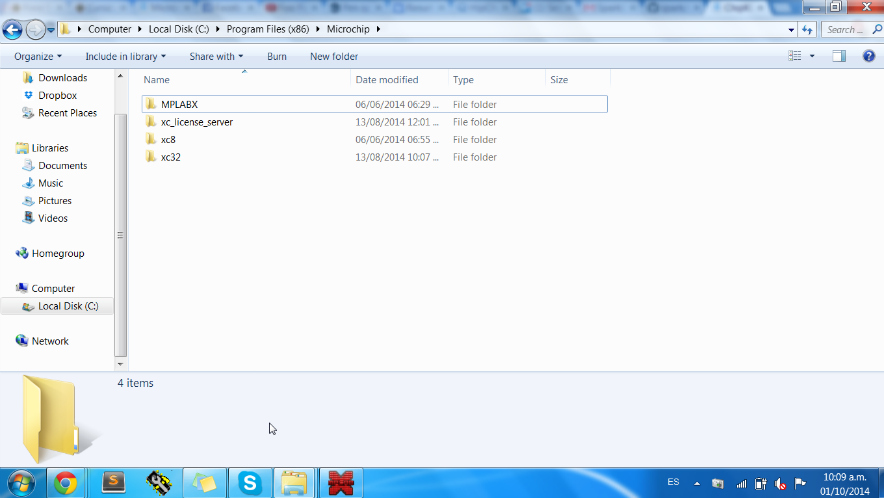 Computer Local Disk (C:) Program Files (x86) Microchip Search ...
Organize Include in library Share with Burn New folder
Name Date modified Type Size
Downloads
Dropbox
Recent Places
Libraries
Documents
Music
Pictures
Videos
Homegroup
Computer
Local Disk (C:)
Network
MPLABX 06/06/2014 06:29 ... File folder
xc_license_server 13/08/2014 12:01 ... File folder
xc8 06/06/2014 06:55 ... File folder
xc32 13/08/2014 10:07 ... File folder
4 items
ES
10:09 a.m.
01/10/2014